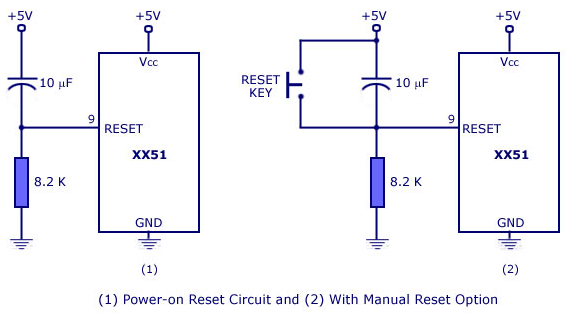 +5V
+5V
Vcc
10 µF
9
RESET
XX51
8.2 K
GND
(1)
+5V
+5V
Vcc
RESET
KEY
10 µF
9
RESET
XX51
8.2 K
GND
(2)
(1) Power-on Reset Circuit and (2) With Manual Reset Option